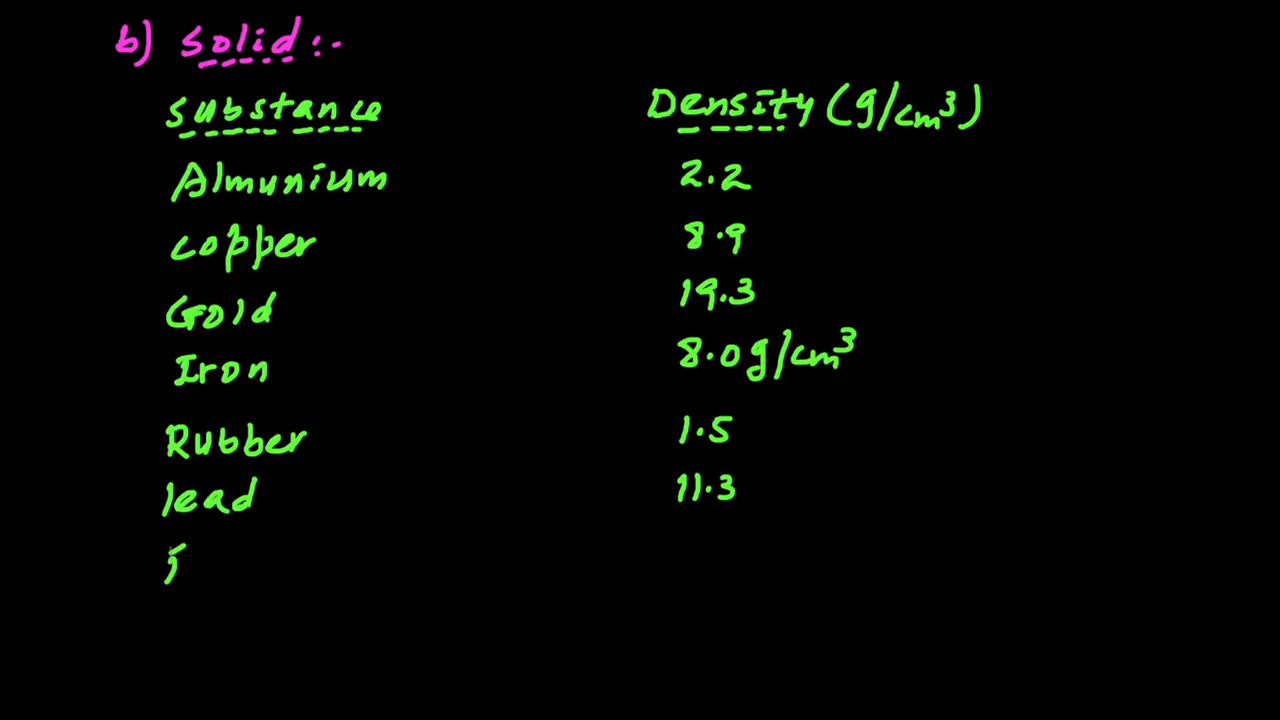 b) Solid :-
Substance Density (g/cm³)
Almunium 2.2
Copper 8.9
Gold 19.3
Iron 8.0g/cm³
Rubber 1.5
lead 11.3